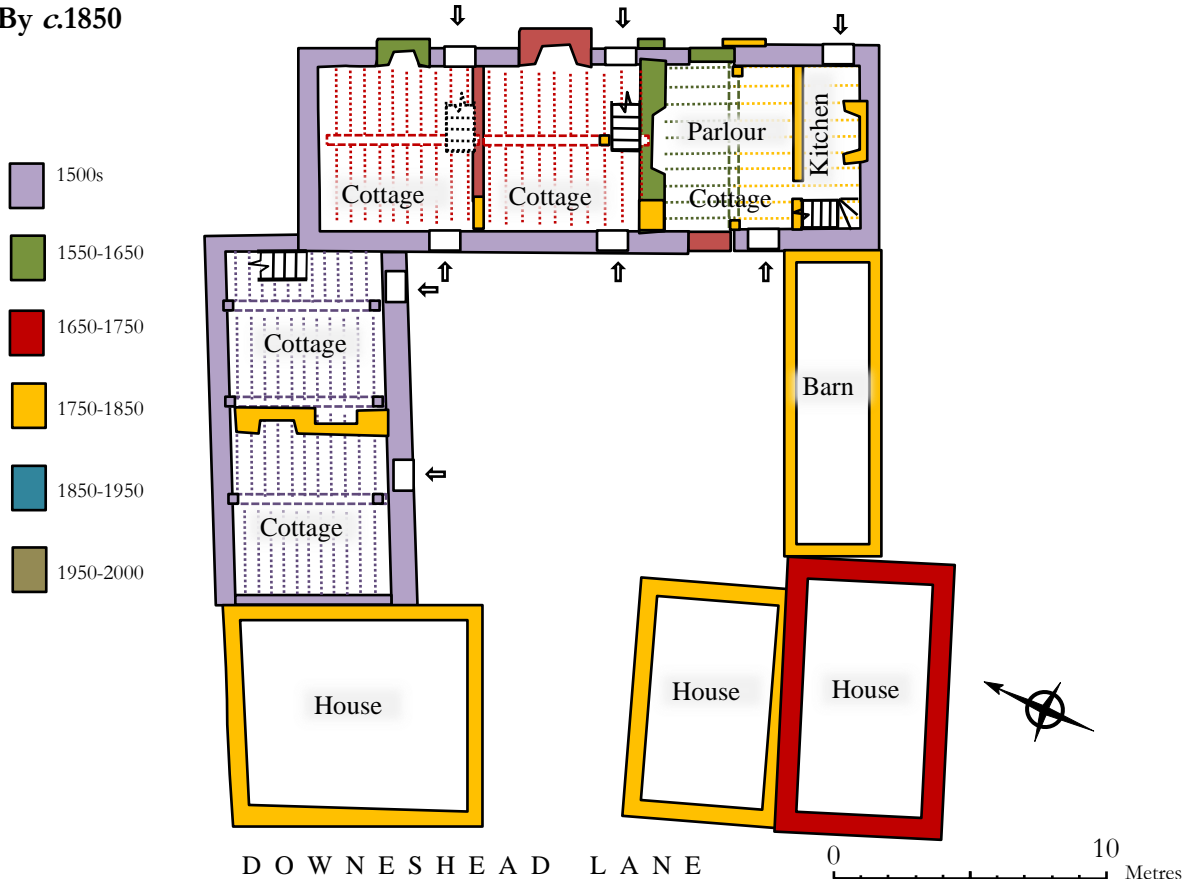 By c.1850
1500s
1550-1650
1650-1750
1750-1850
1850-1950
1950-2000
Cottage
Cottage
Parlour
Cottage
Kitchen
Cottage
Cottage
Barn
House
House
House
DOWNESHEAD LANE
0 10
Metres